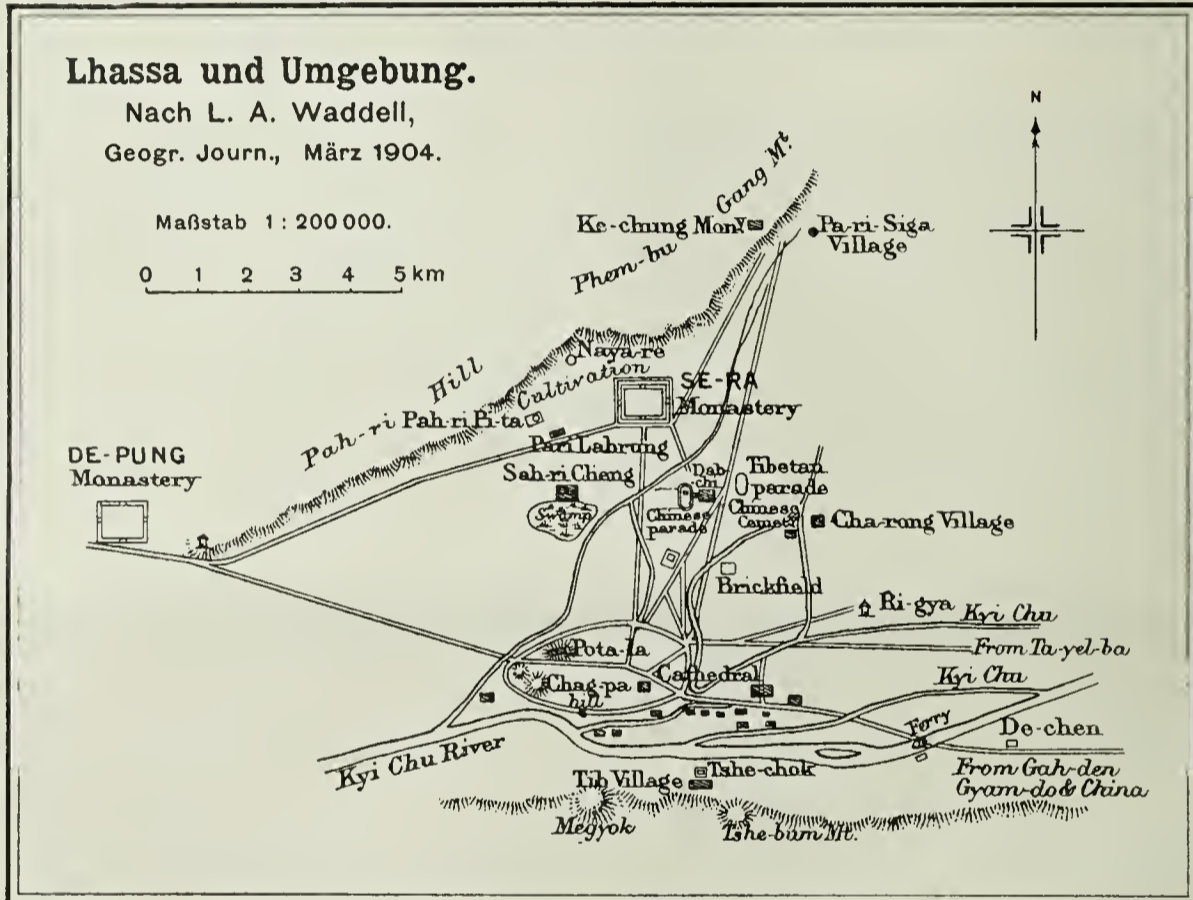 Lhassa und Umgebung.
Nach L. A. Waddell,
Geogr. Journ., März 1904.
Maßstab 1 : 200 000.
0 1 2 3 4 5 km
N
Phem-bu Gang Mt.
Ke-chung Mony
Pa-ri-Siga
Village
Naya-re
Cultivation
Pah-ri Hill
Pah-ri Pi-ta
SE-RA
Monastery
Pari Labrung
DE-PUNG
Monastery
Sah-ri Cheng
Swamp
Dab-
chi
Chinese
parade
Tibetan
parade
Chinese
Cemety
Cha-rong Village
Brickfield
Ri-gya
Kyi Chu
From Ta-yel-ba
Pota-la
Cathedral
Chag-pa
hill
Kyi Chu
Ferry
De-chen
From Gah-den
Gyam-do & China
Kyi Chu River
Tshe-chok
Tib Village
Megyok
Tshe-bum Mt.